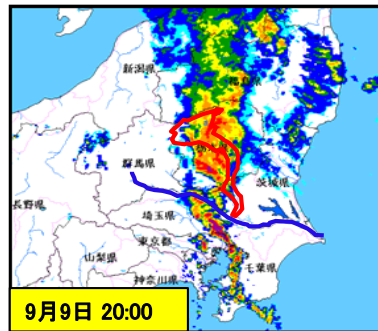 新潟県
福島県
栃木県
群馬県
茨城県
長野県
埼玉県
東京都
山梨県
千葉県
神奈川県
9月9日 20:00